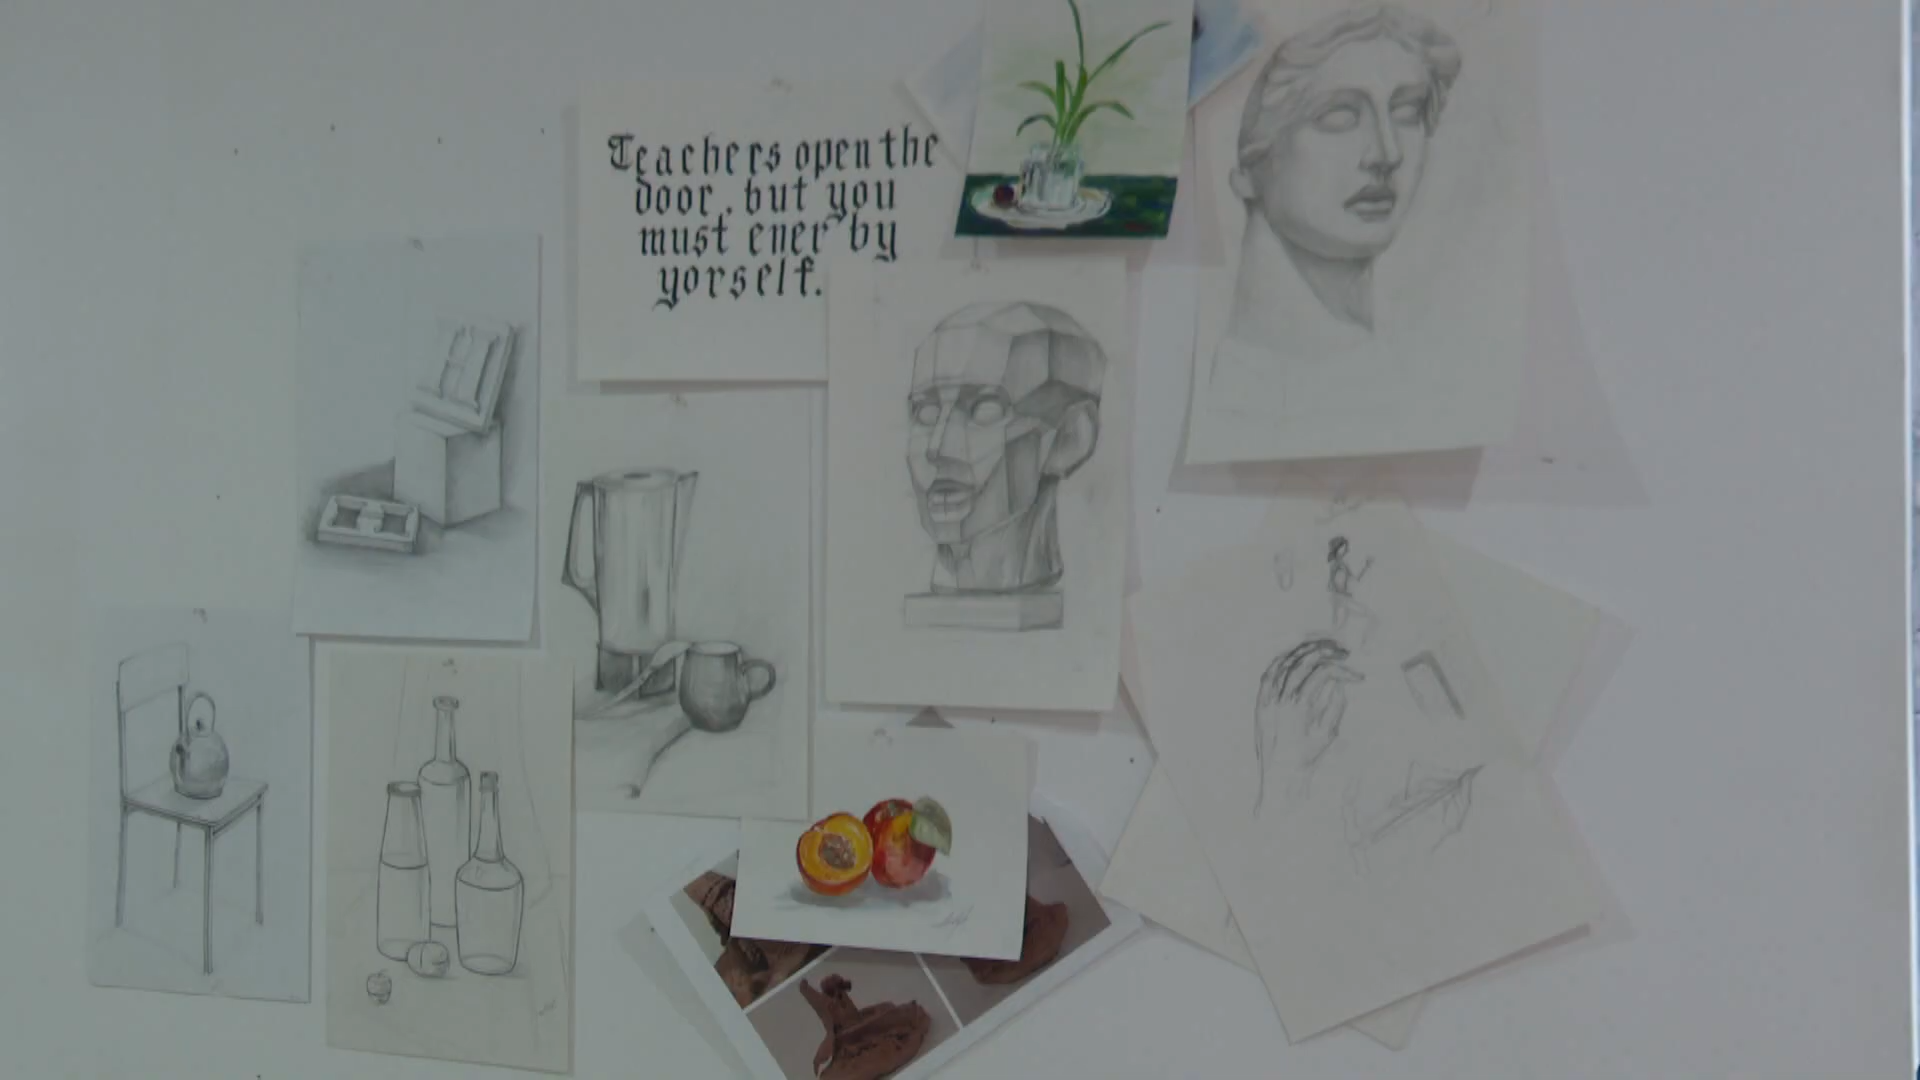 Teachers open the
door, but you
must ener by
yorself.